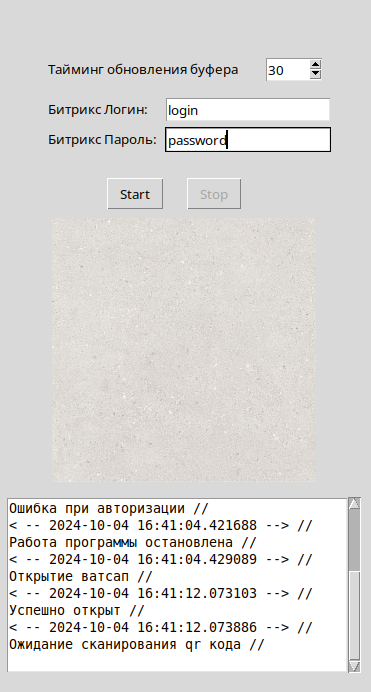 Тайминг обновления буфера 30
Битрикс Логин: login
Битрикс Пароль: password
Start Stop
Ошибка при авторизации //
< -- 2024-10-04 16:41:04.421688 --> //
Работа программы остановлена //
< -- 2024-10-04 16:41:04.429089 --> //
Открытие ватсап //
< -- 2024-10-04 16:41:12.073103 --> //
Успешно открыт //
< -- 2024-10-04 16:41:12.073886 --> //
Ожидание сканирования qr кода //